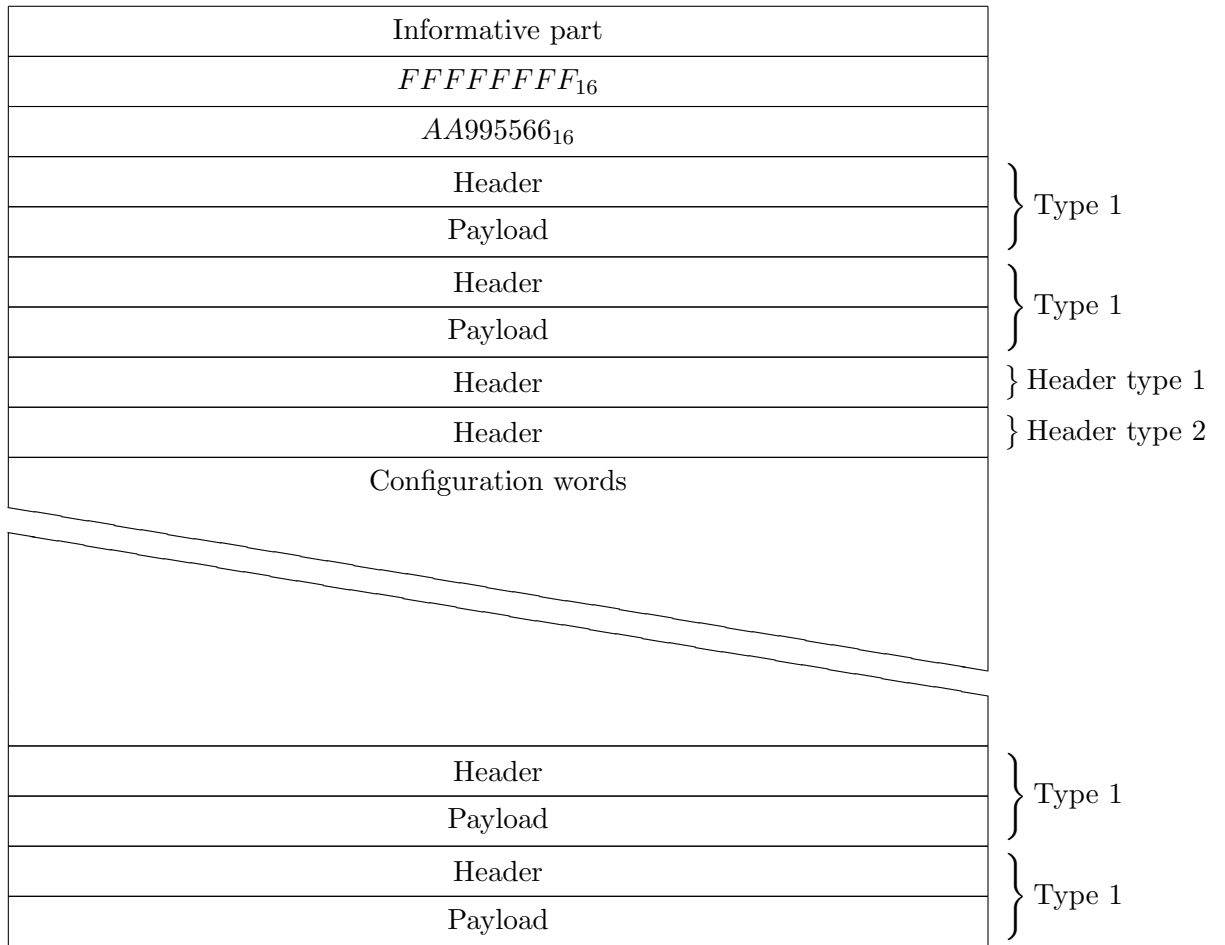 Informative part
FFFFFFFF₁₆
AA995566₁₆
Header
Payload
Type 1
Header
Payload
Type 1
Header
Header type 1
Header
Header type 2
Configuration words
Header
Payload
Type 1
Header
Payload
Type 1